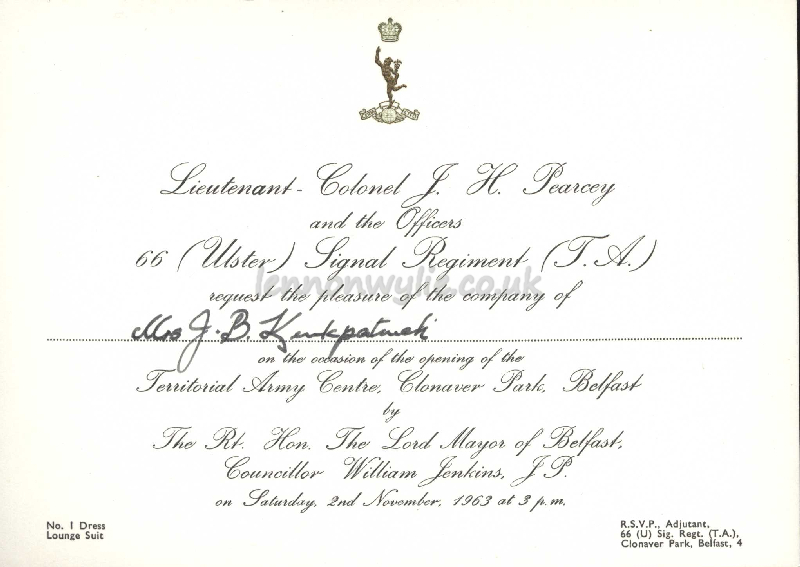 Lieutenant-Colonel J. H. Pearcey
and the Officers
66 (Ulster) Signal Regiment (T.A.)
lennonwylie.co.uk
request the pleasure of the company of
Mrs J. B. Kirkpatrick
on the occasion of the opening of the
Territorial Army Centre, Clonaver Park, Belfast
by
The Rt. Hon. The Lord Mayor of Belfast,
Councillor William Jenkins, J.P.
on Saturday, 2nd November, 1963 at 3 p.m.
No. 1 Dress
Lounge Suit
R.S.V.P., Adjutant,
66 (U) Sig. Regt. (T.A.),
Clonaver Park, Belfast, 4